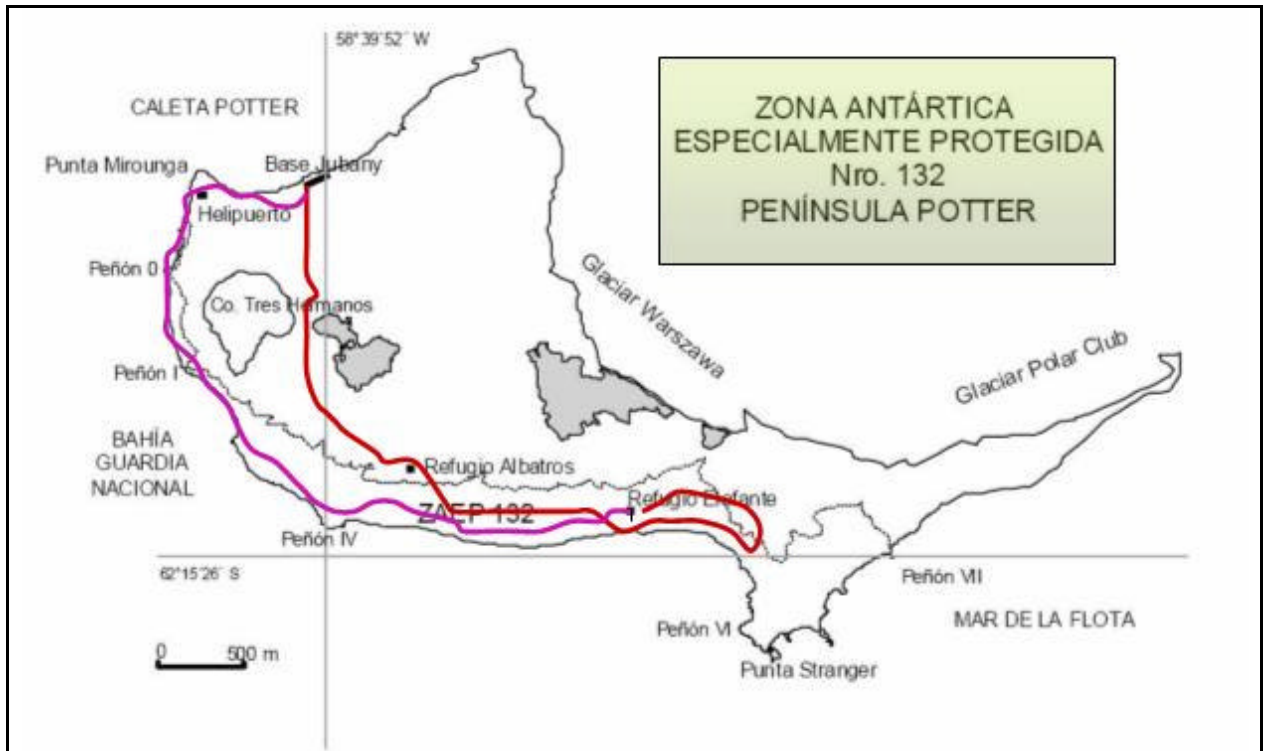 58°39´52´ W
CALETA POTTER
ZONA ANTÁRTICA
ESPECIALMENTE PROTEGIDA
Nro. 132
PENÍNSULA POTTER
Punta Mirounga
Base Jubany
Helipuerto
Peñón 0
Co. Tres Hermanos
Glaciar Warszawa
Glaciar Polar Club
Peñón I
BAHÍA
GUARDIA
NACIONAL
Refugio Albatros
Refugio Elefante
ZAEP 132
Peñón IV
62°15´26´ S
Peñón VII
MAR DE LA FLOTA
Peñón VI
Punta Stranger
0 500 m